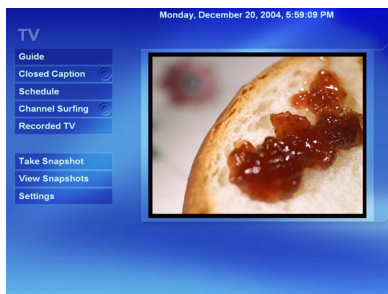 Monday, December 20, 2004, 5:59:09 PM
TV
Guide
Closed Caption
Schedule
Channel Surfing
Recorded TV
Take Snapshot
View Snapshots
Settings